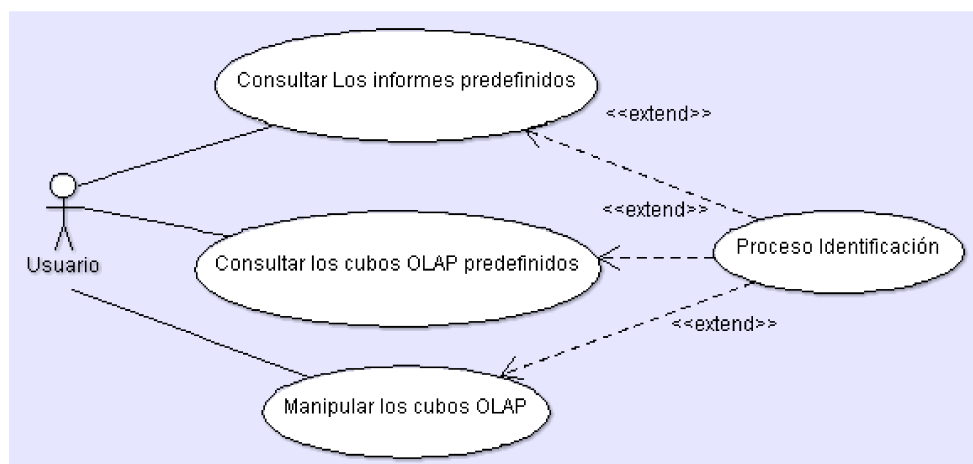 Consultar Los informes predefinidos
<<extend>>
<<extend>>
Proceso Identificación
Usuario
Consultar los cubos OLAP predefinidos
<<extend>>
Manipular los cubos OLAP